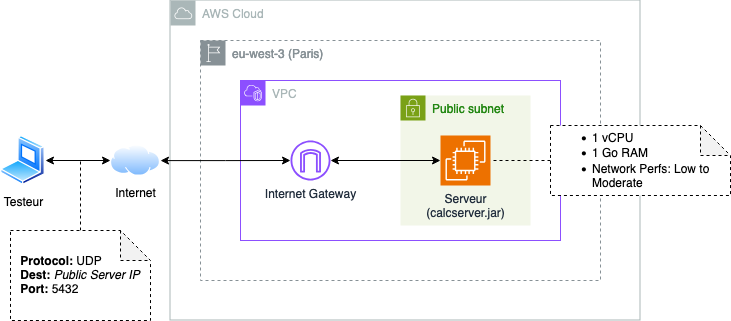 AWS Cloud
eu-west-3 (Paris)
VPC
Public subnet
Testeur
Internet
Internet Gateway
Serveur
(calcserver.jar)
• 1 vCPU
• 1 Go RAM
• Network Perfs: Low to
Moderate
Protocol: UDP
Dest: Public Server IP
Port: 5432